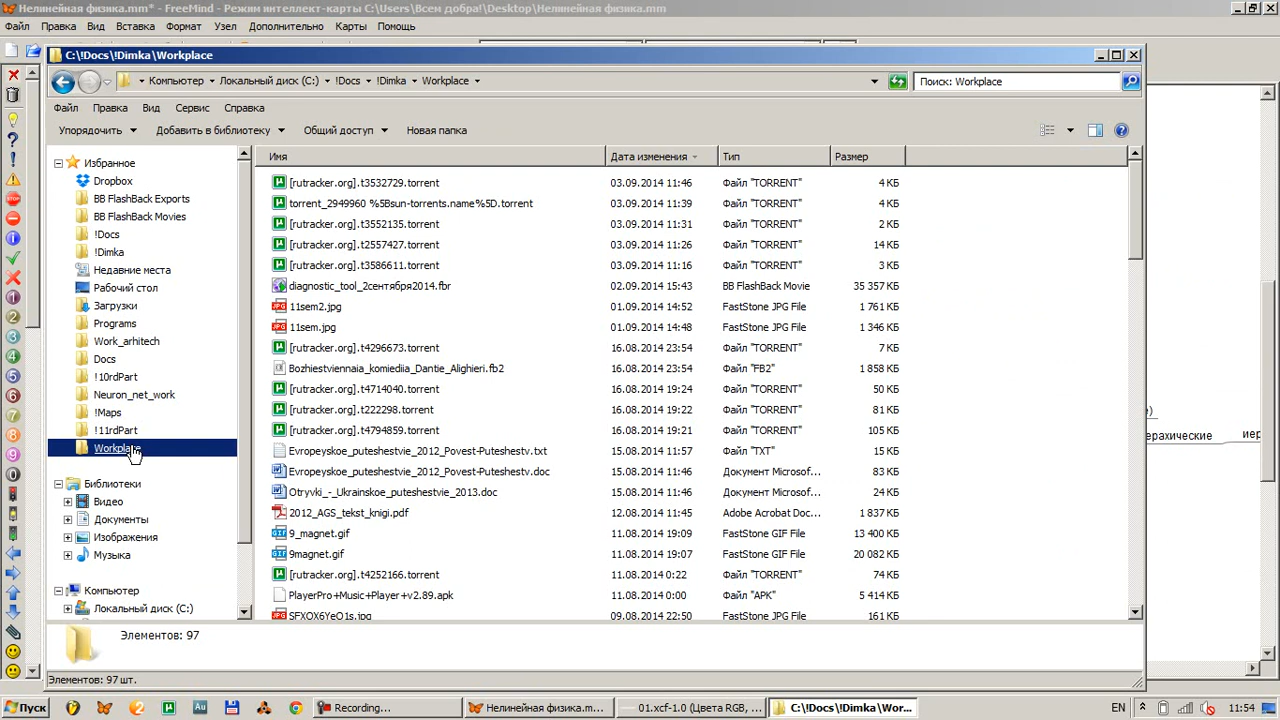 Нелинейная физика.mm* - FreeMind - Режим интеллект-карты C:\Users\Всем добра!\Desktop\Нелинейная физика.mm
Файл Правка Вид Вставка Формат Узел Дополнительно Карты Помощь
C:\!Docs\!Dimka\Workplace
Компьютер Локальный диск (C:) !Docs !Dimka Workplace Поиск: Workplace
Файл Правка Вид Сервис Справка
Упорядочить Добавить в библиотеку Общий доступ Новая папка
Имя Дата изменения Тип Размер
Избранное
Dropbox
BB FlashBack Exports
BB FlashBack Movies
!Docs
!Dimka
Недавние места
Рабочий стол
Загрузки
Programs
Work_arhitech
Docs
!10rdPart
Neuron_net_work
!Maps
!11rdPart
Workplace
Библиотеки
Видео
Документы
Изображения
Музыка
Компьютер
Локальный диск (C:)
[rutracker.org].t3532729.torrent 03.09.2014 11:46 Файл "TORRENT" 4 КБ
torrent_2949960 %5Bsun-torrents.name%5D.torrent 03.09.2014 11:39 Файл "TORRENT" 4 КБ
[rutracker.org].t3552135.torrent 03.09.2014 11:31 Файл "TORRENT" 2 КБ
[rutracker.org].t2557427.torrent 03.09.2014 11:26 Файл "TORRENT" 14 КБ
[rutracker.org].t3586611.torrent 03.09.2014 11:16 Файл "TORRENT" 3 КБ
diagnostic_tool_2сентября2014.fbr 02.09.2014 15:43 BB FlashBack Movie 35 357 КБ
11sem2.jpg 01.09.2014 14:52 FastStone JPG File 1 761 КБ
11sem.jpg 01.09.2014 14:48 FastStone JPG File 1 346 КБ
[rutracker.org].t4296673.torrent 16.08.2014 23:54 Файл "TORRENT" 7 КБ
Bozhiestviennaia_komiediia_Dantie_Alighieri.fb2 16.08.2014 23:54 Файл "FB2" 1 858 КБ
[rutracker.org].t4714040.torrent 16.08.2014 19:24 Файл "TORRENT" 50 КБ
[rutracker.org].t222298.torrent 16.08.2014 19:22 Файл "TORRENT" 81 КБ
[rutracker.org].t4794859.torrent 16.08.2014 19:21 Файл "TORRENT" 105 КБ
Evropeyskoe_puteshestvie_2012_Povest-Puteshestv.txt 15.08.2014 11:57 Файл "TXT" 15 КБ
Evropeyskoe_puteshestvie_2012_Povest-Puteshestv.doc 15.08.2014 11:46 Документ Microsof... 83 КБ
Otryvki_-_Ukrainskoe_puteshestvie_2013.doc 15.08.2014 11:46 Документ Microsof... 24 КБ
2012_AGS_tekst_knigi.pdf 12.08.2014 11:45 Adobe Acrobat Doc... 1 837 КБ
9_magnet.gif 11.08.2014 19:09 FastStone GIF File 13 400 КБ
9magnet.gif 11.08.2014 19:07 FastStone GIF File 20 082 КБ
[rutracker.org].t4252166.torrent 11.08.2014 0:22 Файл "TORRENT" 74 КБ
PlayerPro+Music+Player+v2.89.apk 11.08.2014 0:00 Файл "APK" 5 414 КБ
SFXOX6YeO1s.jpg 09.08.2014 22:50 FastStone JPG File 161 КБ
Элементов: 97
Элементов: 97 шт.
Пуск Recording... Нелинейная физика.m... 01.xcf-1.0 (Цвета RGB, ... C:\!Docs\!Dimka\Wor... EN 11:54